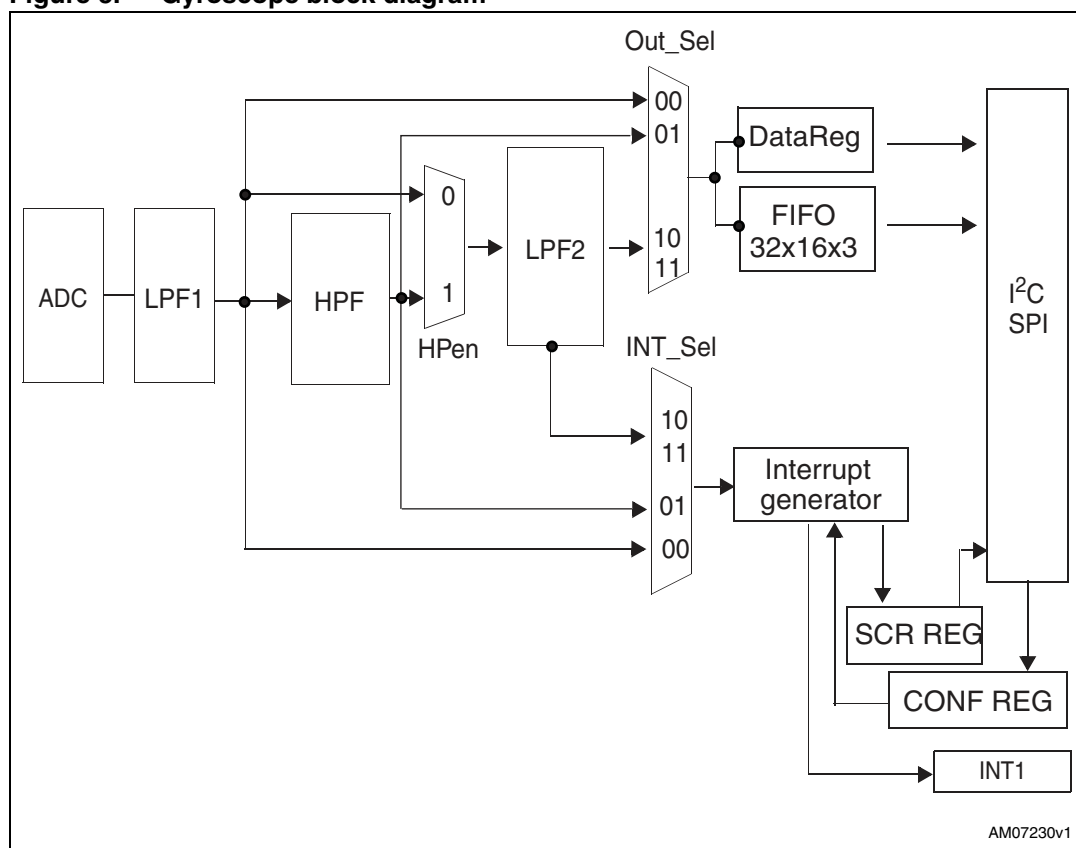 Out_Sel
00
01
10
11
DataReg
FIFO
32x16x3
I²C
SPI
0
1
HPen
LPF2
ADC
LPF1
HPF
INT_Sel
10
11
01
00
Interrupt
generator
SCR REG
CONF REG
INT1
AM07230v1